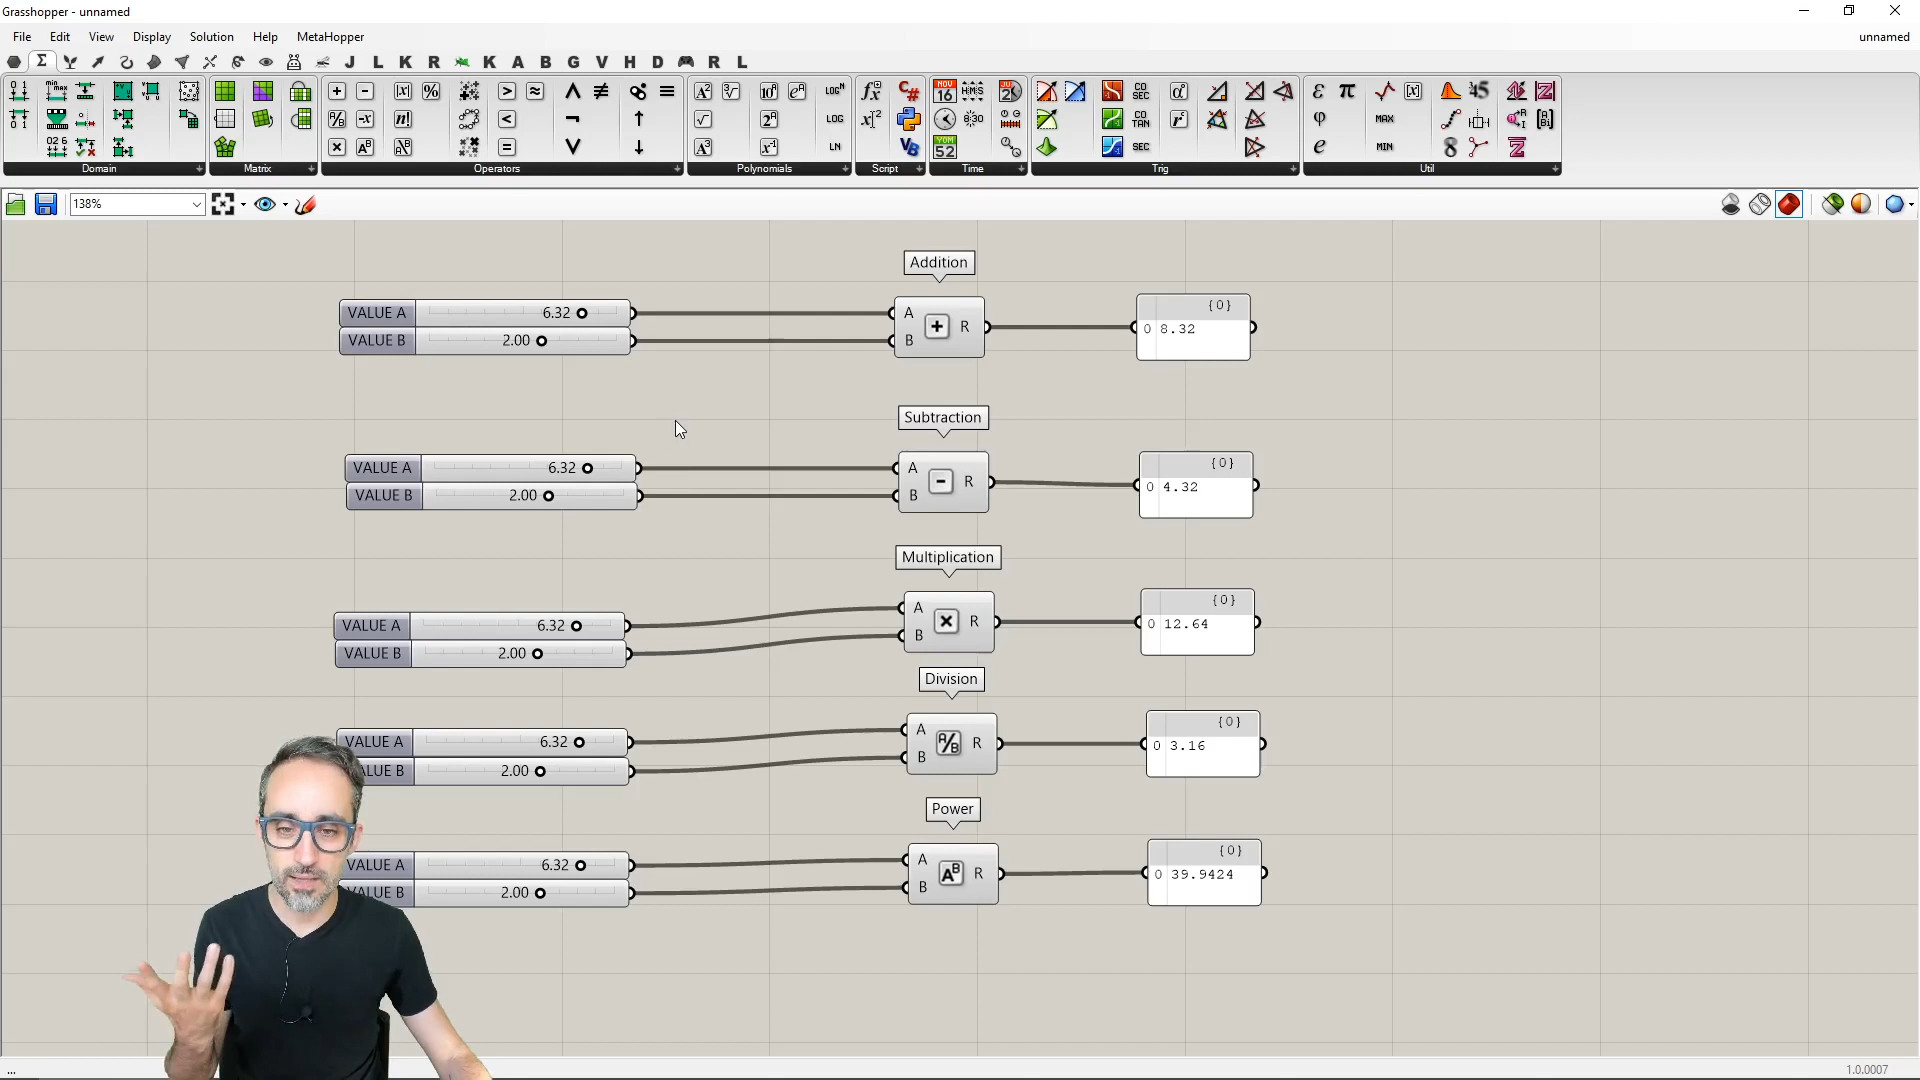 Grasshopper - unnamed
File Edit View Display Solution Help MetaHopper unnamed
J L K R K A B G V H D R L
Domain Matrix Operators Polynomials Script Time Trig Util
138%
Addition
VALUE A 6.32
VALUE B 2.00
A
B
R
{0}
0 8.32
Subtraction
VALUE A 6.32
VALUE B 2.00
A
B
R
{0}
0 4.32
Multiplication
VALUE A 6.32
VALUE B 2.00
A
B
R
{0}
0 12.64
Division
VALUE A 6.32
ALUE B 2.00
A
B
A/B
R
{0}
0 3.16
Power
VALUE A 6.32
ALUE B 2.00
A
B
R
{0}
0 39.9424
...
1.0.0007